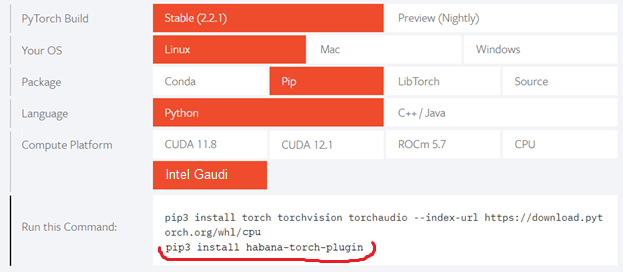 PyTorch Build Stable (2.2.1) Preview (Nightly)
Your OS Linux Mac Windows
Package Conda Pip LibTorch Source
Language Python C++ / Java
Compute Platform CUDA 11.8 CUDA 12.1 ROCm 5.7 CPU
Intel Gaudi
Run this Command:
pip3 install torch torchvision torchaudio --index-url https://download.pyt
orch.org/whl/cpu
pip3 install habana-torch-plugin